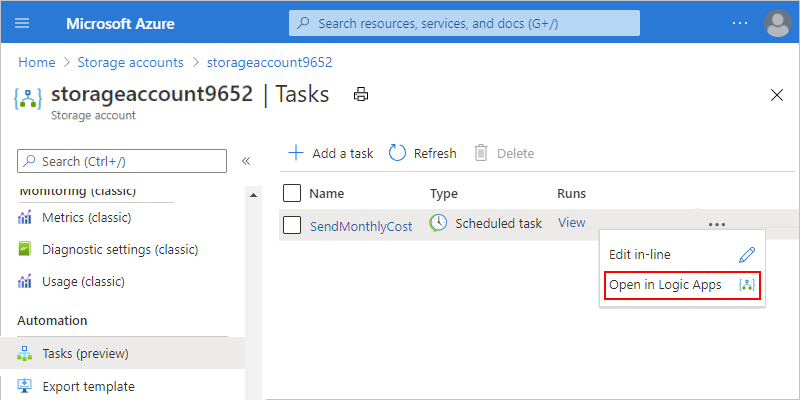 Microsoft Azure
Search resources, services, and docs (G+/)
Home > Storage accounts > storageaccount9652
storageaccount9652 | Tasks
Storage account
Search (Ctrl+/)
Monitoring (classic)
Metrics (classic)
Diagnostic settings (classic)
Usage (classic)
Automation
Tasks (preview)
Export template
Add a task Refresh Delete
Name Type Runs
SendMonthlyCost Scheduled task View
Edit in-line
Open in Logic Apps